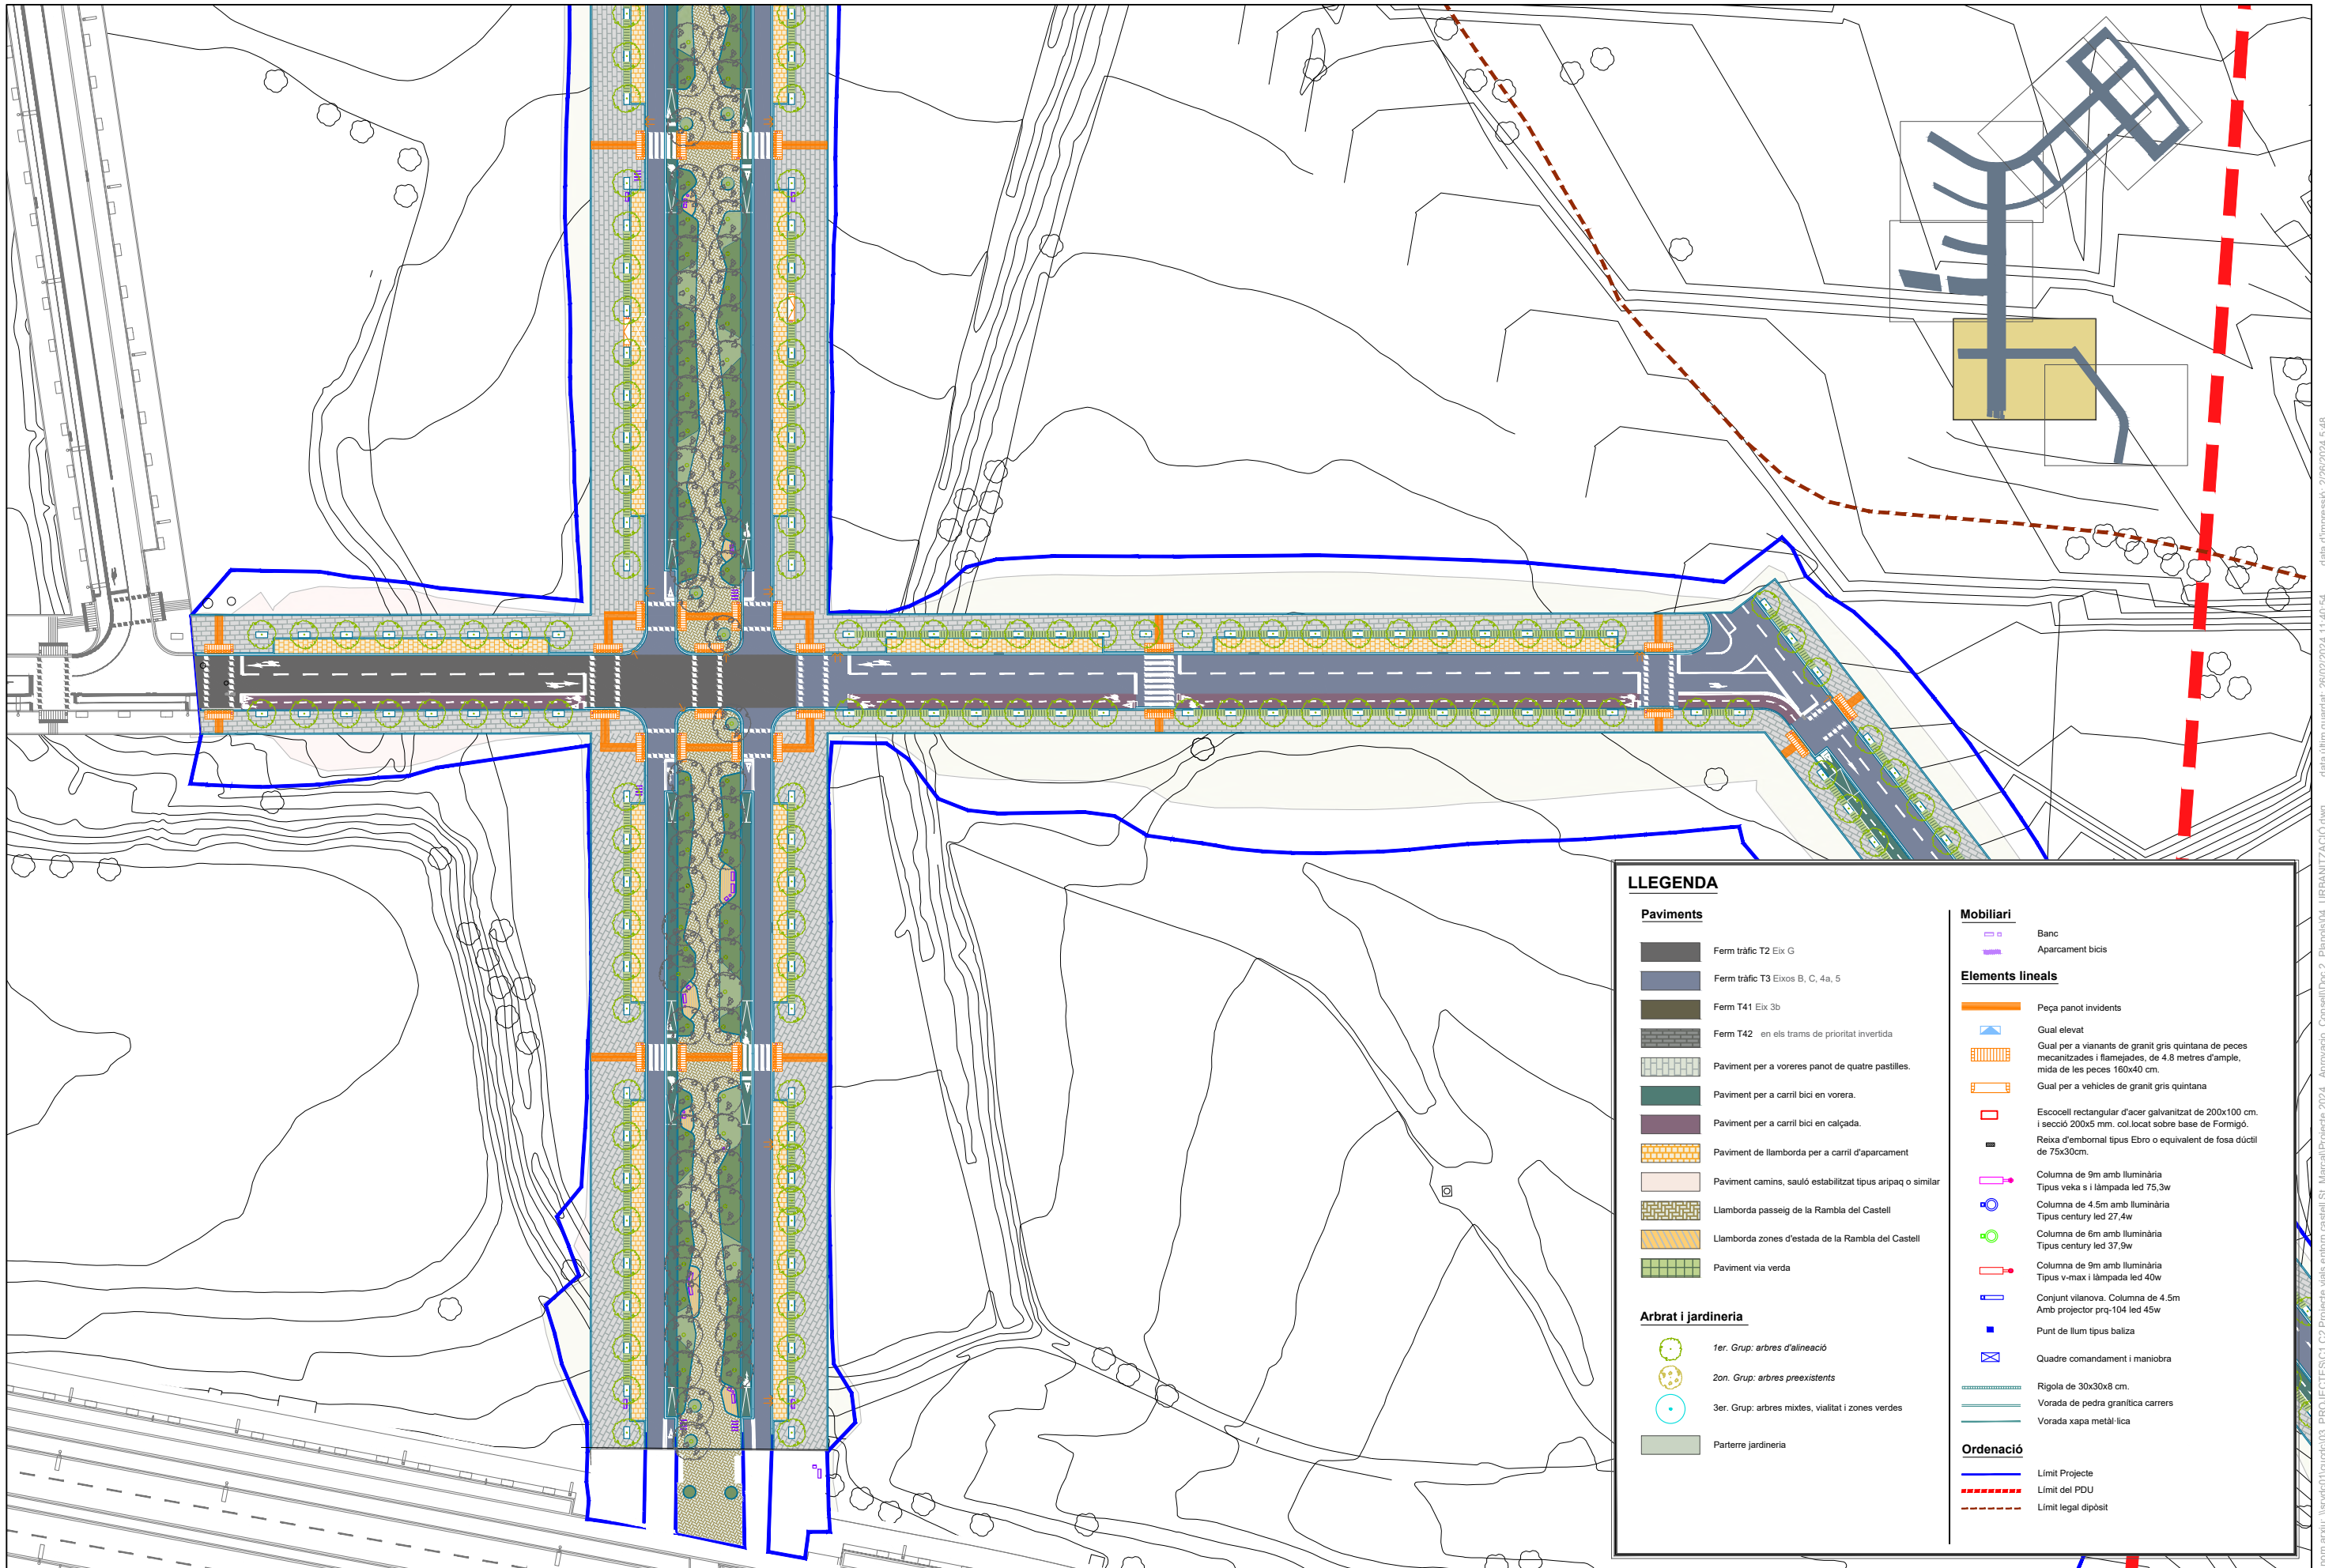 LLEGENDA
Paviments
Ferm tràfic T2 Eix G
Ferm tràfic T3 Eixos B, C, 4a, 5
Ferm T41 Eix 3b
Ferm T42 en els trams de prioritat invertida
Paviment per a voreres panot de quatre pastilles.
Paviment per a carril bici en vorera.
Paviment per a carril bici en calçada.
Paviment de llamborda per a carril d'aparcament
Paviment camins, sauló estabilitzat tipus aripaq o similar
Llamborda passeig de la Rambla del Castell
Llamborda zones d'estada de la Rambla del Castell
Paviment via verda
Arbrat i jardineria
1er. Grup: arbres d'alineació
2on. Grup: arbres preexistents
3er. Grup: arbres mixtes, vialitat i zones verdes
Parterre jardineria
Mobiliari
Banc
Aparcament bicis
Elements lineals
Peça panot invidents
Gual elevat
Gual per a vianants de granit gris quintana de peces
mecanitzades i flamejades, de 4.8 metres d'ample,
mida de les peces 160x40 cm.
Gual per a vehicles de granit gris quintana
Escocell rectangular d'acer galvanitzat de 200x100 cm.
i secció 200x5 mm. col.locat sobre base de Formigó.
Reixa d'embornal tipus Ebro o equivalent de fosa dúctil
de 75x30cm.
Columna de 9m amb lluminària
Tipus veka s i làmpada led 75,3w
Columna de 4.5m amb lluminària
Tipus century led 27,4w
Columna de 6m amb lluminària
Tipus century led 37,9w
Columna de 9m amb lluminària
Tipus v-max i làmpada led 40w
Conjunt vilanova. Columna de 4.5m
Amb projector prq-104 led 45w
Punt de llum tipus baliza
Quadre comandament i maniobra
Rigola de 30x30x8 cm.
Vorada de pedra granítica carrers
Vorada xapa metàl·lica
Ordenació
Límit Projecte
Límit del PDU
Límit legal dipòsit